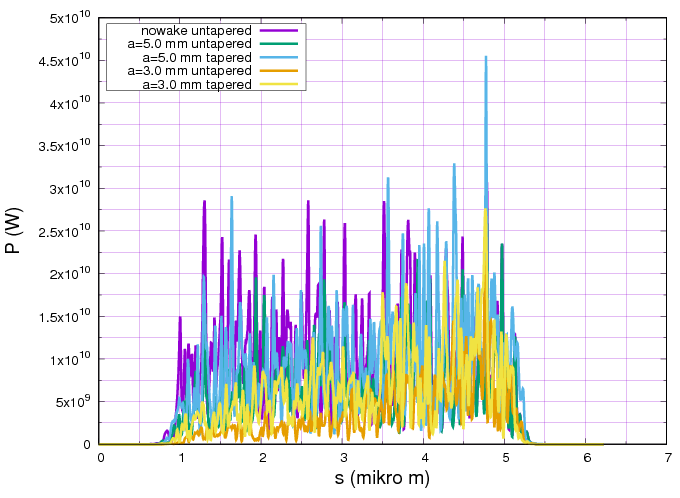 5x10^10
4.5x10^10
4x10^10
3.5x10^10
3x10^10
2.5x10^10
2x10^10
1.5x10^10
1x10^10
5x10^9
0
P (W)
nowake untapered
a=5.0 mm untapered
a=5.0 mm tapered
a=3.0 mm untapered
a=3.0 mm tapered
0 1 2 3 4 5 6 7
s (mikro m)